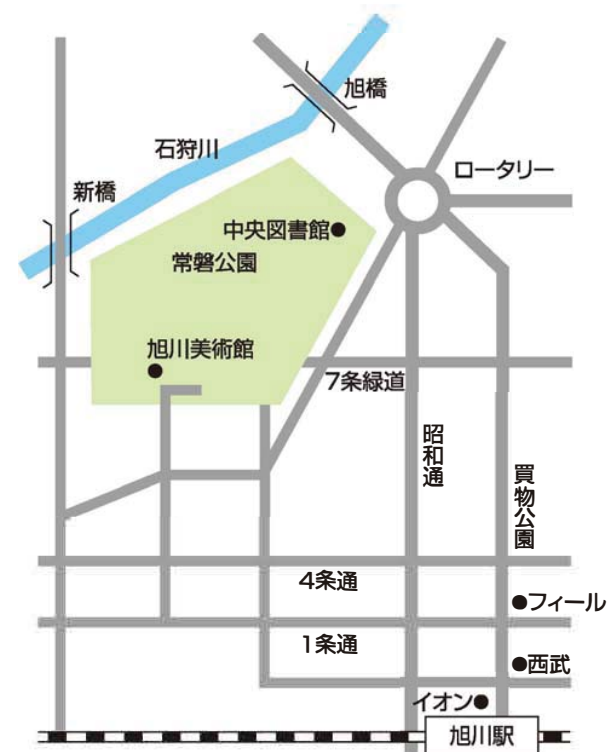 旭橋
石狩川
ロータリー
新橋
中央図書館
常磐公園
旭川美術館
7条緑道
昭和通
買物公園
4条通
フィール
1条通
西武
イオン
旭川駅